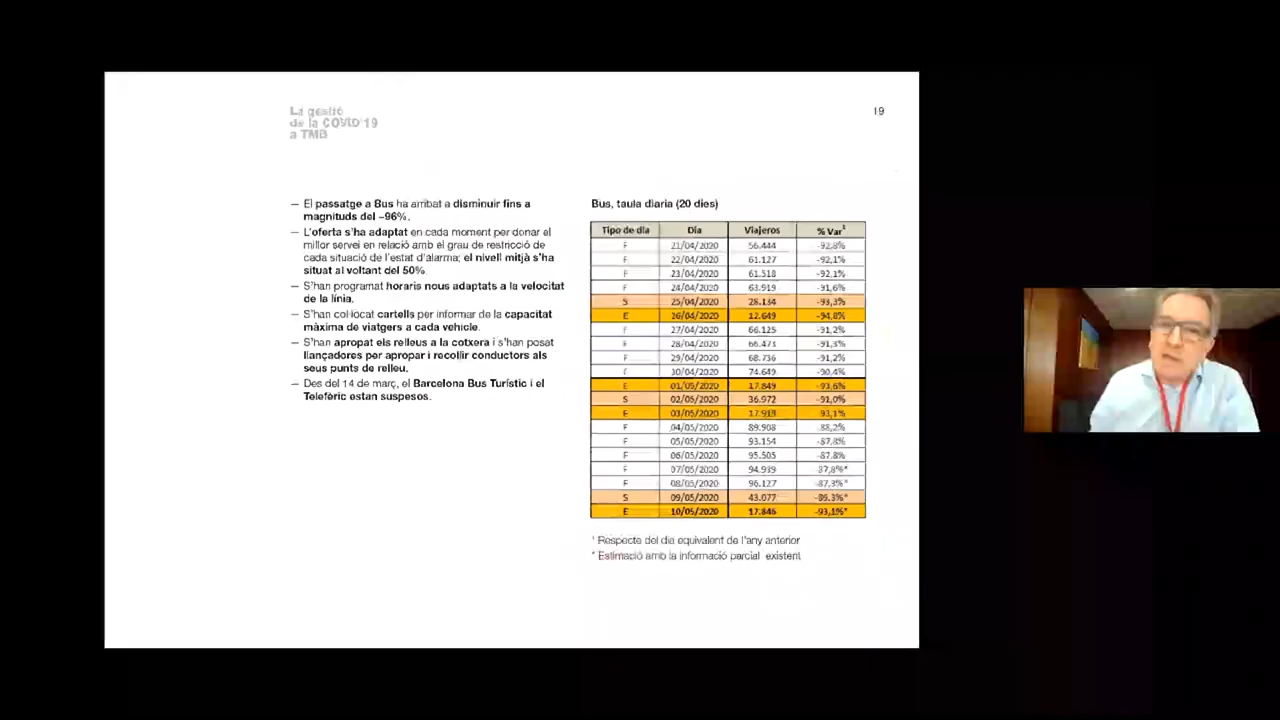 La gestió
de la COVID'19
a TMB
19
— El passatge a Bus ha arribat a disminuir fins a
magnituds del -96%.
— L'oferta s'ha adaptat en cada moment per donar el
millor servei en relació amb el grau de restricció de
cada situació de l'estat d'alarma; el nivell mitjà s'ha
situat al voltant del 50%.
— S'han programat horaris nous adaptats a la velocitat
de la línia.
— S'han col·locat cartells per informar de la capacitat
màxima de viatgers a cada vehicle.
— S'han apropat els relleus a la cotxera i s'han posat
llançadores per apropar i recollir conductors als
seus punts de relleu.
— Des del 14 de març, el Barcelona Bus Turístic i el
Telefèric estan suspesos.
Bus, taula diaria (20 dies)
Tipo de día Día Viajeros % Var¹
F 21/04/2020 56.444 -92,8%
F 22/04/2020 61.127 -92,1%
F 23/04/2020 61.518 -92,1%
F 24/04/2020 63.919 -91,6%
S 25/04/2020 28.134 -93,3%
E 26/04/2020 12.649 -94,8%
F 27/04/2020 66.125 -91,2%
F 28/04/2020 66.473 -91,3%
F 29/04/2020 68.736 -91,2%
F 30/04/2020 74.649 -90,4%
E 01/05/2020 17.849 -93,6%
S 02/05/2020 36.972 -91,0%
E 03/05/2020 17.918 -93,1%
F 04/05/2020 89.908 -88,2%
F 05/05/2020 93.154 -87,8%
F 06/05/2020 95.505 -87,8%
F 07/05/2020 94.939 -87,8%*
F 08/05/2020 96.127 -87,3%*
S 09/05/2020 43.077 -89,3%*
E 10/05/2020 17.846 -93,1%*
¹ Respecte del dia equivalent de l'any anterior
* Estimació amb la informació parcial existent